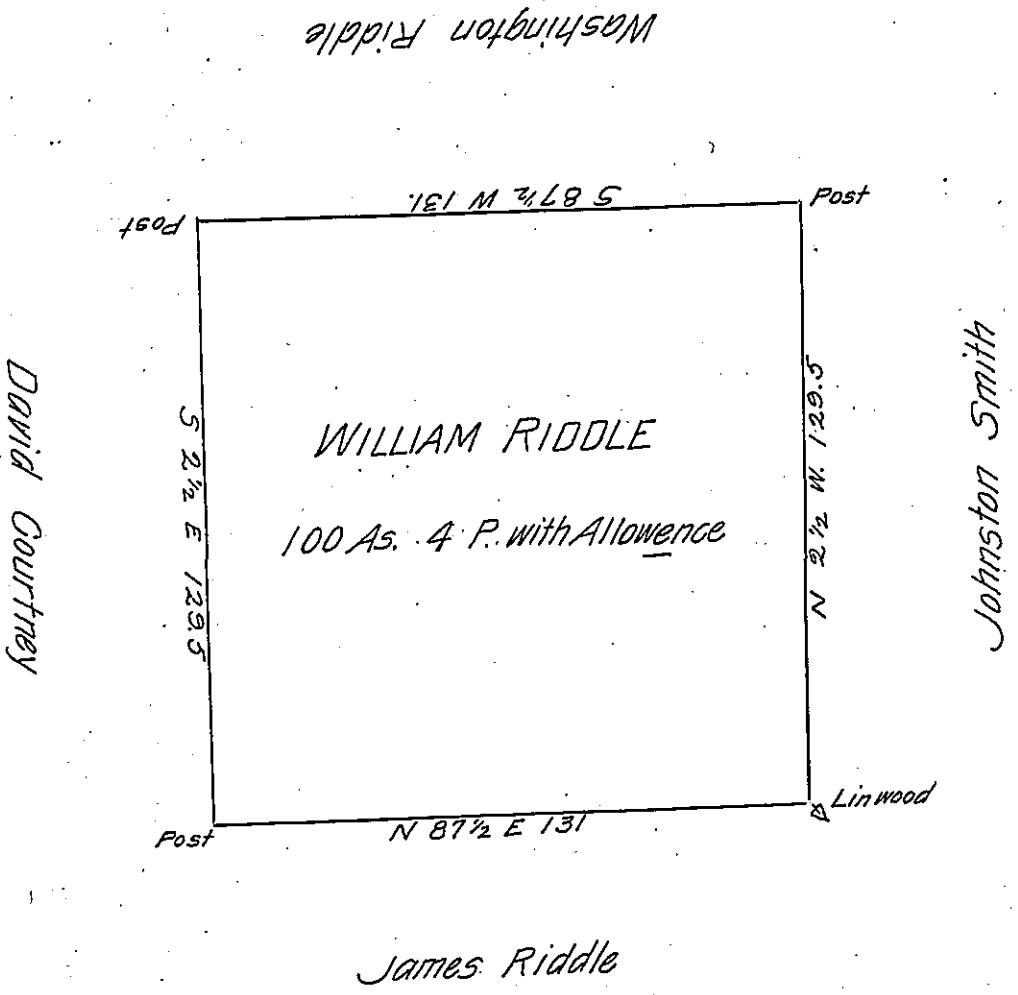 Washington Riddle
S 87½ W 131.
Post
Post
David Courtney
S 2½ E 129.5
WILLIAM RIDDLE
100 As. 4 P. with Allowence
N 2½ W. 129.5
Johnston Smith
Linwood
Post
N 87½ E 131
James Riddle